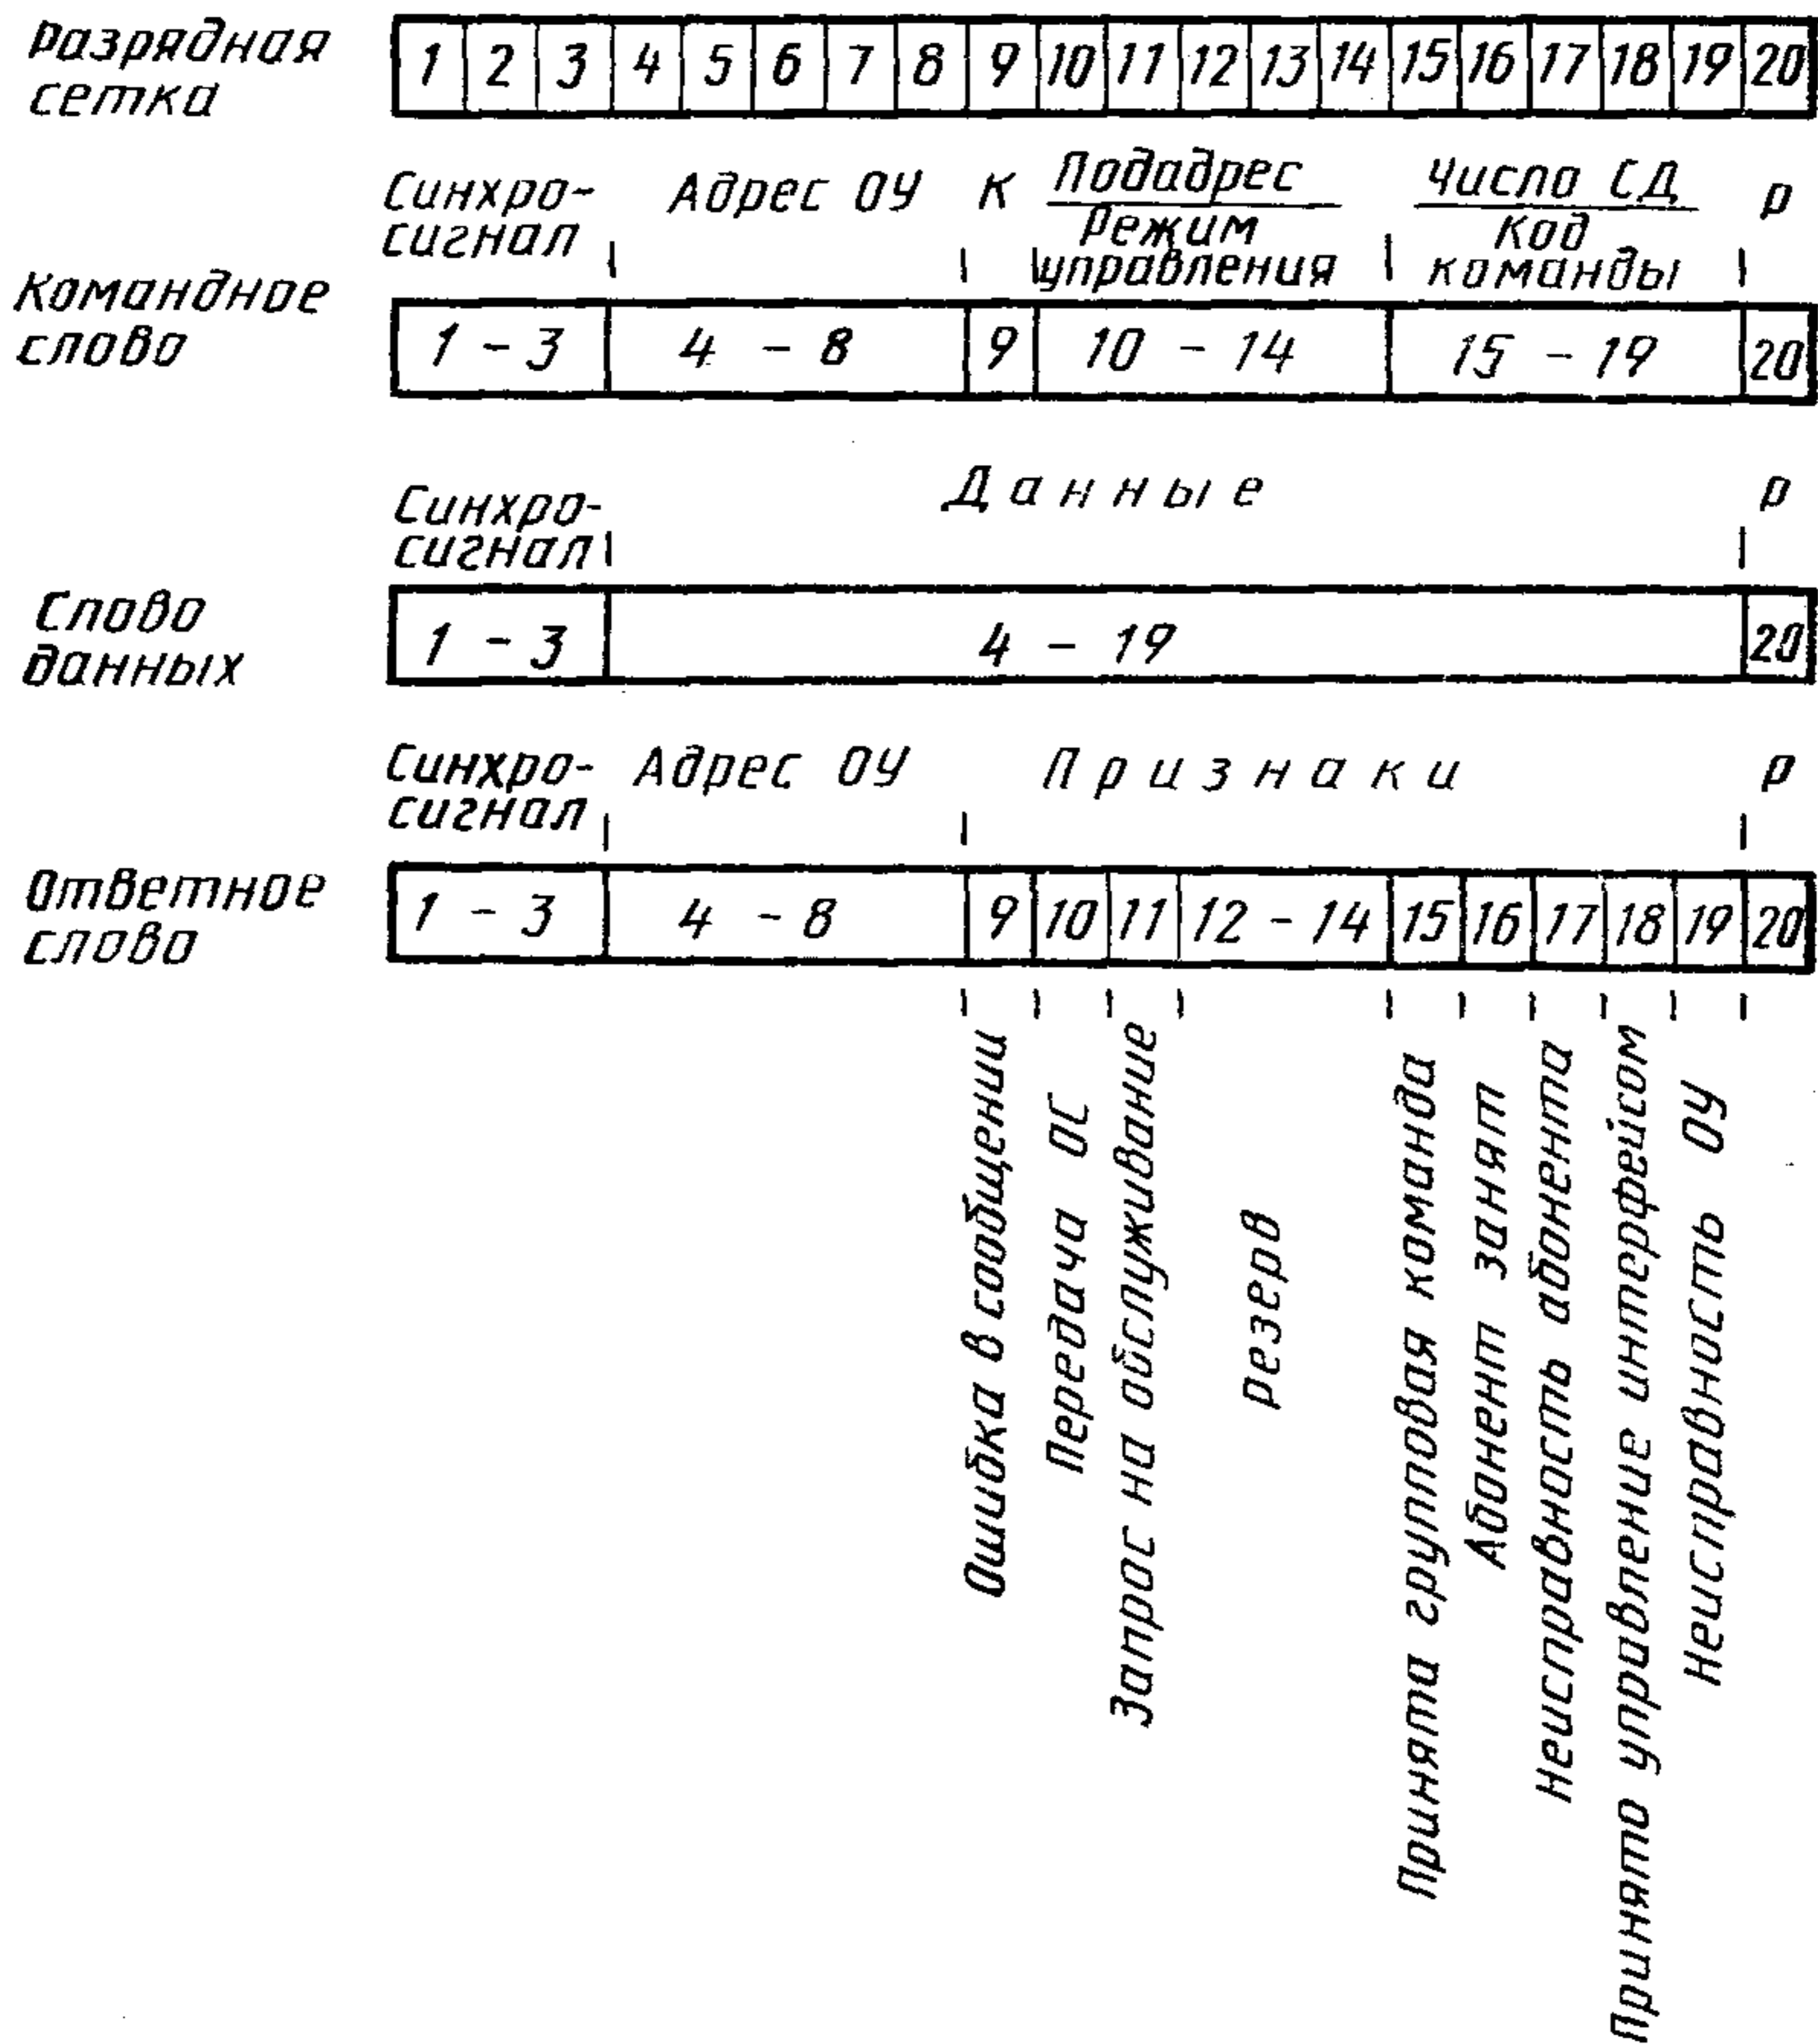 Разрядная
сетка
1 2 3 4 5 6 7 8 9 10 11 12 13 14 15 16 17 18 19 20
Синхро-
сигнал
Адрес ОУ
К
Подадрес
Режим
управления
Число СД
Код
команды
Р
Командное
слово
1 - 3 4 - 8 9 10 - 14 15 - 19 20
Синхро-
сигнал
Данные
Р
Слово
данных
1 - 3 4 - 19 20
Синхро-
сигнал
Адрес ОУ
Признаки
Р
Ответное
слово
1 - 3 4 - 8 9 10 11 12 - 14 15 16 17 18 19 20
Ошибка в сообщении
Передача ОС
Запрос на обслуживание
Резерв
Принята групповая команда
Абонент занят
Неисправность абонента
Принято управление интерфейсом
Неисправность ОУ